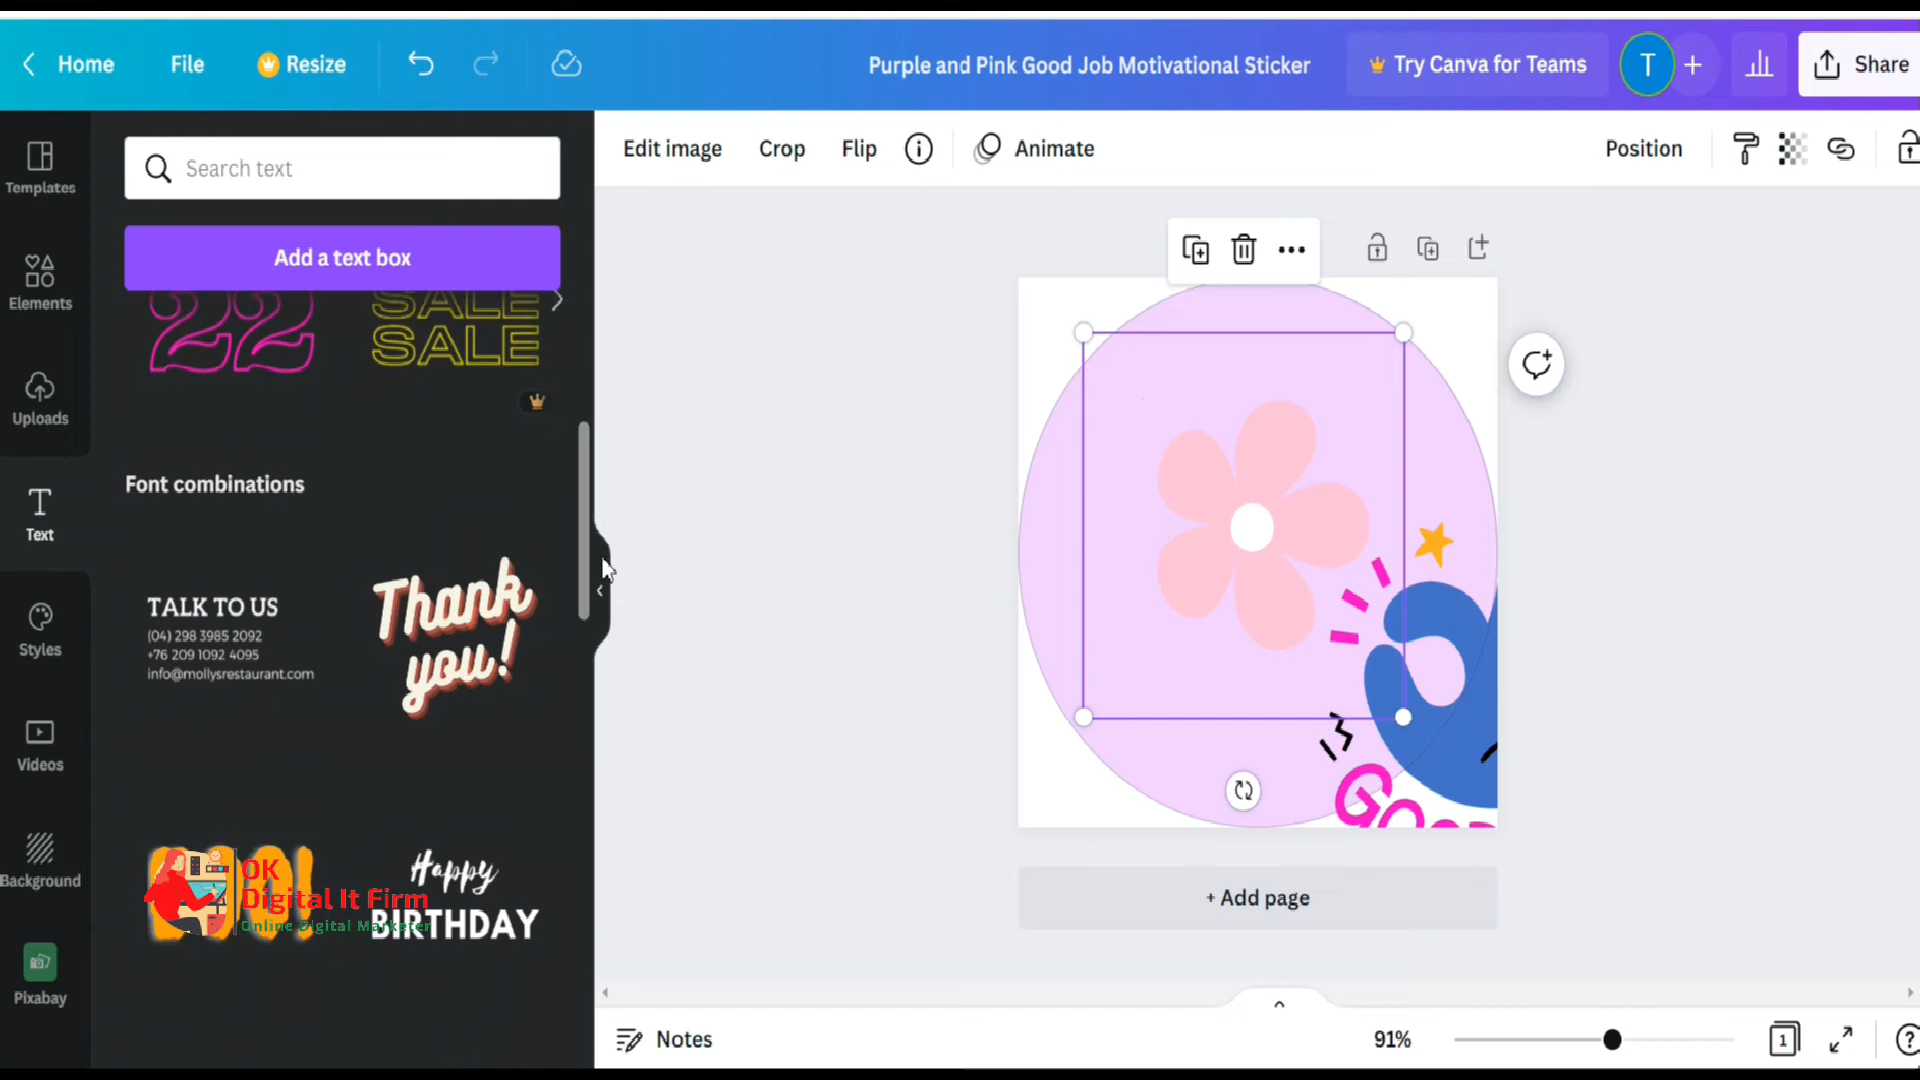 Home File Resize Purple and Pink Good Job Motivational Sticker Try Canva for Teams T Share
Edit image Crop Flip Animate Position
Templates
Elements
Uploads
Text
Styles
Videos
Background
Pixabay
Search text
Add a text box
22 SALE
SALE
Font combinations
TALK TO US
(04) 298 3985 2092
+76 209 1092 4095
info@mollysrestaurant.com
Thank
you!
OK
Digital It Firm
Online Digital Marketer
Happy
BIRTHDAY
+ Add page
Notes 91% 1 ?